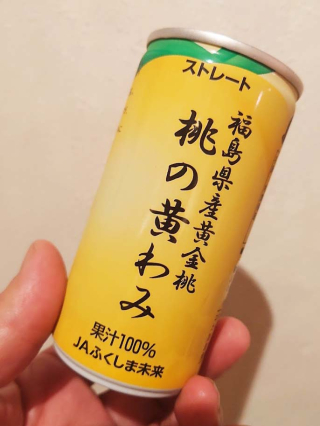 ストレート
福島県産黄金桃
桃の黄わみ
果汁100%
JAふくしま未来